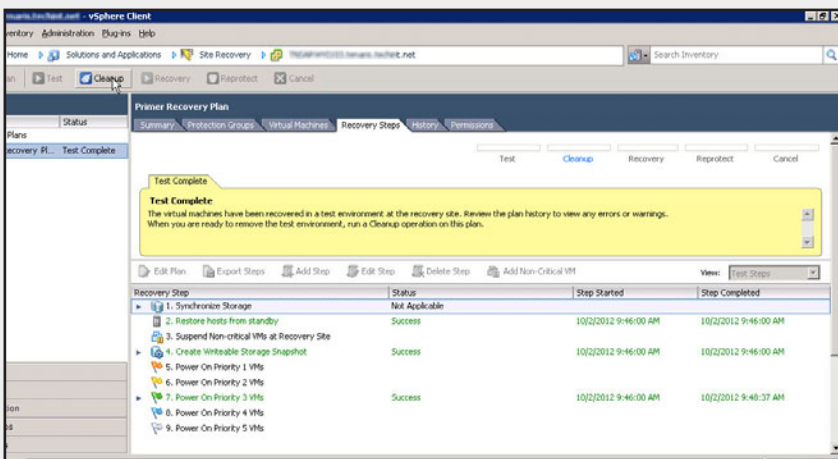 - vSphere Client
ventory Administration Plug-ins Help
Home Solutions and Applications Site Recovery Search Inventory
an Test Cleanup Recovery Reprotect Cancel
Status
Plans
ecovery Pl... Test Complete
Primer Recovery Plan
Summary Protection Groups Virtual Machines Recovery Steps History Permissions
Test Cleanup Recovery Reprotect Cancel
Test Complete
Test Complete
The virtual machines have been recovered in a test environment at the recovery site. Review the plan history to view any errors or warnings.
When you are ready to remove the test environment, run a Cleanup operation on this plan.
Edit Plan Export Steps Add Step Edit Step Delete Step Add Non-Critical VM View: Test Steps
Recovery Step Status Step Started Step Completed
1. Synchronize Storage Not Applicable
2. Restore hosts from standby Success 10/2/2012 9:46:00 AM 10/2/2012 9:46:00 AM
3. Suspend Non-critical VMs at Recovery Site
4. Create Writeable Storage Snapshot Success 10/2/2012 9:46:00 AM 10/2/2012 9:46:00 AM
5. Power On Priority 1 VMs
6. Power On Priority 2 VMs
7. Power On Priority 3 VMs Success 10/2/2012 9:46:00 AM 10/2/2012 9:48:37 AM
8. Power On Priority 4 VMs
9. Power On Priority 5 VMs
tion
s